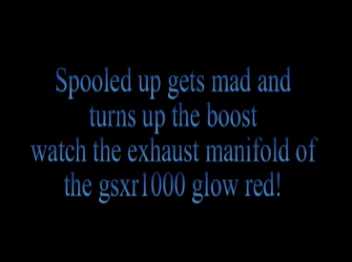 Spooled up gets mad and
turns up the boost
watch the exhaust manifold of
the gsxr1000 glow red!